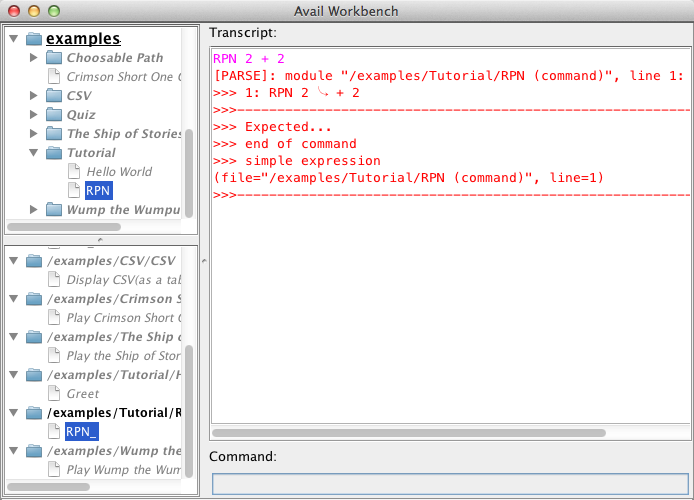 Avail Workbench
examples
Choosable Path
Crimson Short One
CSV
Quiz
The Ship of Stories
Tutorial
Hello World
RPN
Wump the Wumpu
/examples/CSV/CSV
Display CSV(as a tab
/examples/Crimson S
Play Crimson Short
/examples/The Ship
Play the Ship of Stor
/examples/Tutorial/H
Greet
/examples/Tutorial/R
RPN_
/examples/Wump the
Play Wump the Wum
Transcript:
RPN 2 + 2
[PARSE]: module "/examples/Tutorial/RPN (command)", line 1:
>>> 1: RPN 2 ⤷ + 2
>>>---------------------------------------------------------
>>> Expected...
>>> end of command
>>> simple expression
(file="/examples/Tutorial/RPN (command)", line=1)
>>>---------------------------------------------------------
Command: